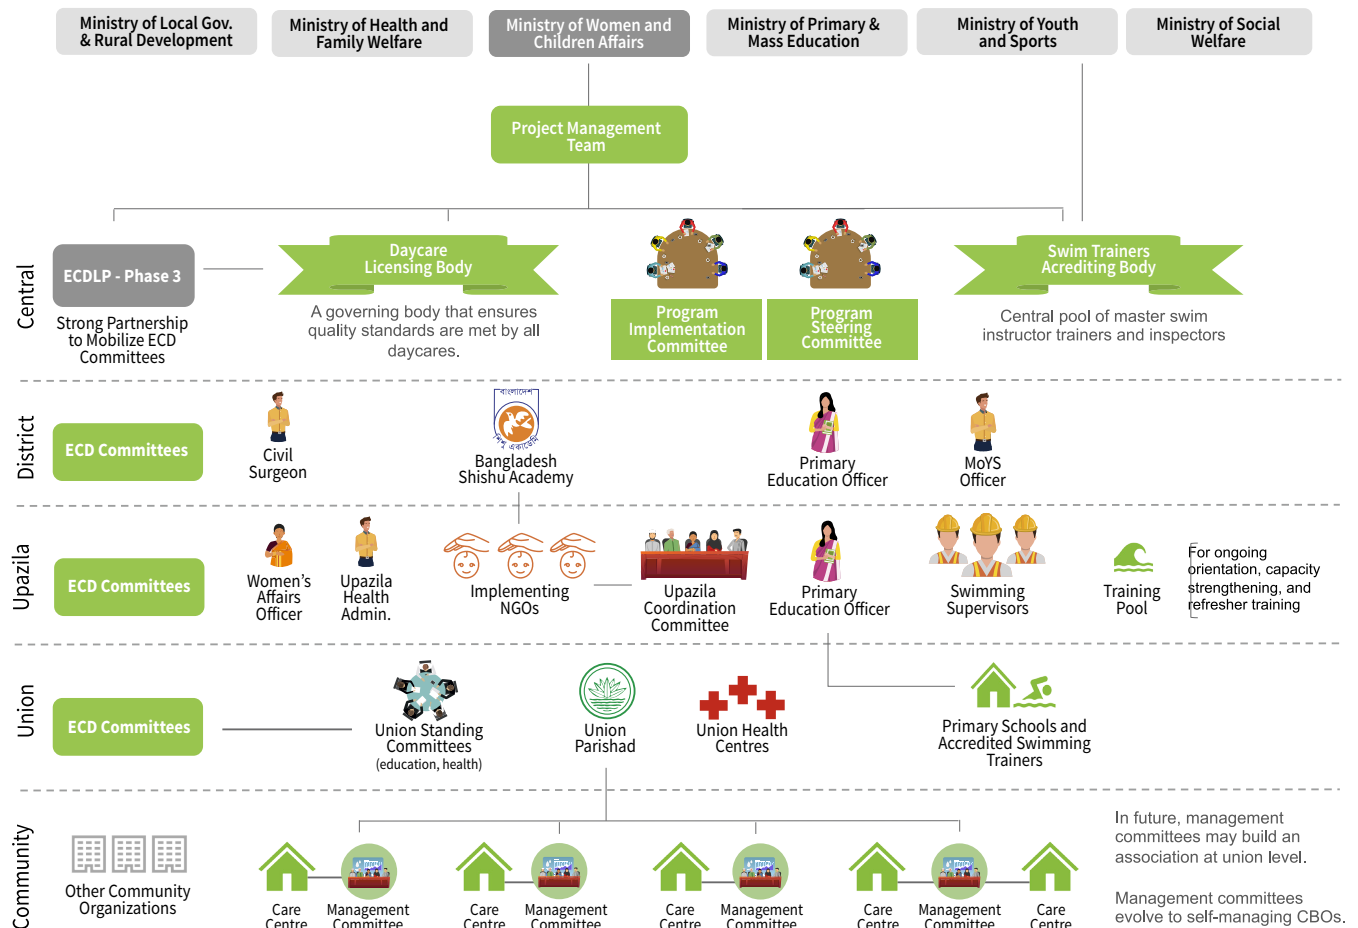 Ministry of Local Gov.
& Rural Development
Ministry of Health and
Family Welfare
Ministry of Women and
Children Affairs
Ministry of Primary &
Mass Education
Ministry of Youth
and Sports
Ministry of Social
Welfare
Project Management
Team
Central
ECDLP - Phase 3
Strong Partnership
to Mobilize ECD
Committees
Daycare
Licensing Body
A governing body that ensures
quality standards are met by all
daycares.
Program
Implementation
Committee
Program
Steering
Committee
Swim Trainers
Acrediting Body
Central pool of master swim
instructor trainers and inspectors
District
ECD Committees
Civil
Surgeon
বাংলাদেশ
শিশু একাডেমি
Bangladesh
Shishu Academy
Primary
Education Officer
MoYS
Officer
Upazila
ECD Committees
Women's
Affairs
Officer
Upazila
Health
Admin.
Implementing
NGOs
Upazila
Coordination
Committee
Primary
Education Officer
Swimming
Supervisors
Training
Pool
For ongoing
orientation, capacity
strengthening, and
refresher training
Union
ECD Committees
Union Standing
Committees
(education, health)
Union
Parishad
Union Health
Centres
Primary Schools and
Accredited Swimming
Trainers
Community
Other Community
Organizations
Care
Centre
Management
Committee
Care
Centre
Management
Committee
Care
Centre
Management
Committee
Care
Centre
Management
Committee
Care
Centre
In future, management
committees may build an
association at union level.
Management committees
evolve to self-managing CBOs.